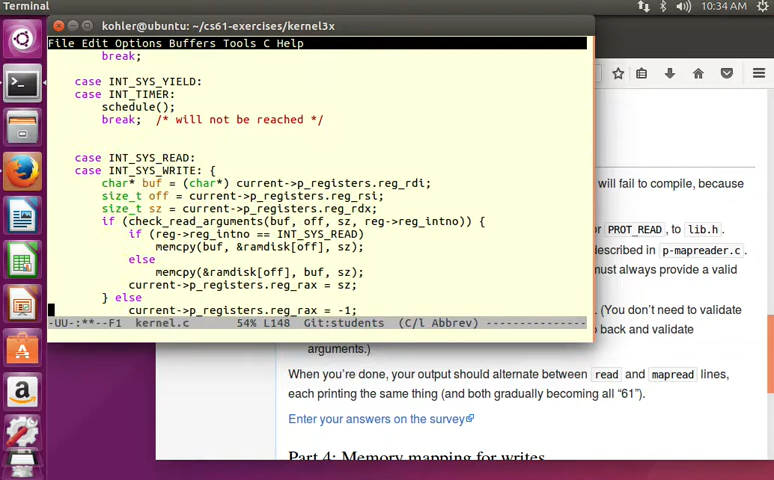 Terminal
10:34 AM
kohler@ubuntu: ~/cs61-exercises/kernel3x
File Edit Options Buffers Tools C Help
break;
case INT_SYS_YIELD:
case INT_TIMER:
schedule();
break;  /* will not be reached */
case INT_SYS_READ:
case INT_SYS_WRITE: {
char* buf = (char*) current->p_registers.reg_rdi;
size_t off = current->p_registers.reg_rsi;
size_t sz = current->p_registers.reg_rdx;
if (check_read_arguments(buf, off, sz, reg->reg_intno)) {
if (reg->reg_intno == INT_SYS_READ)
memcpy(buf, &ramdisk[off], sz);
else
memcpy(&ramdisk[off], buf, sz);
current->p_registers.reg_rax = sz;
} else
current->p_registers.reg_rax = -1;
-UU-:**--F1  kernel.c  54% L148  Git:students  (C/l Abbrev) ----------------
will fail to compile, because
or PROT_READ, to lib.h.
described in p-mapreader.c.
must always provide a valid
. (You don't need to validate
back and validate
arguments.)
When you're done, your output should alternate between read and mapread lines,
each printing the same thing (and both gradually becoming all “61”).
Enter your answers on the survey
Part 4: Memory mapping for writes